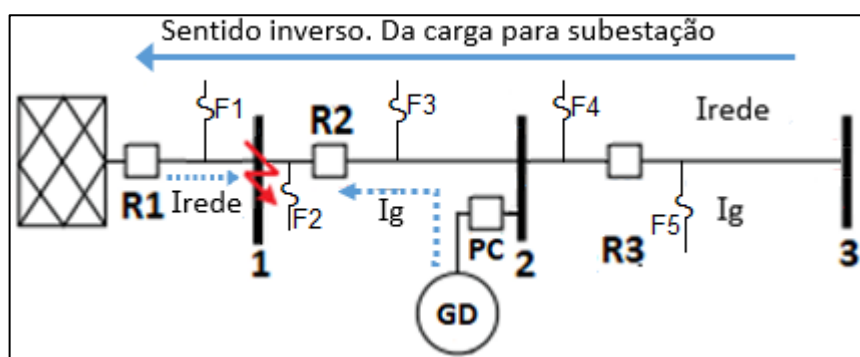 Sentido inverso. Da carga para subestação
F1
R2
F3
F4
Irede
R1
Irede
F2
Ig
PC
F5
Ig
1
2
R3
3
GD